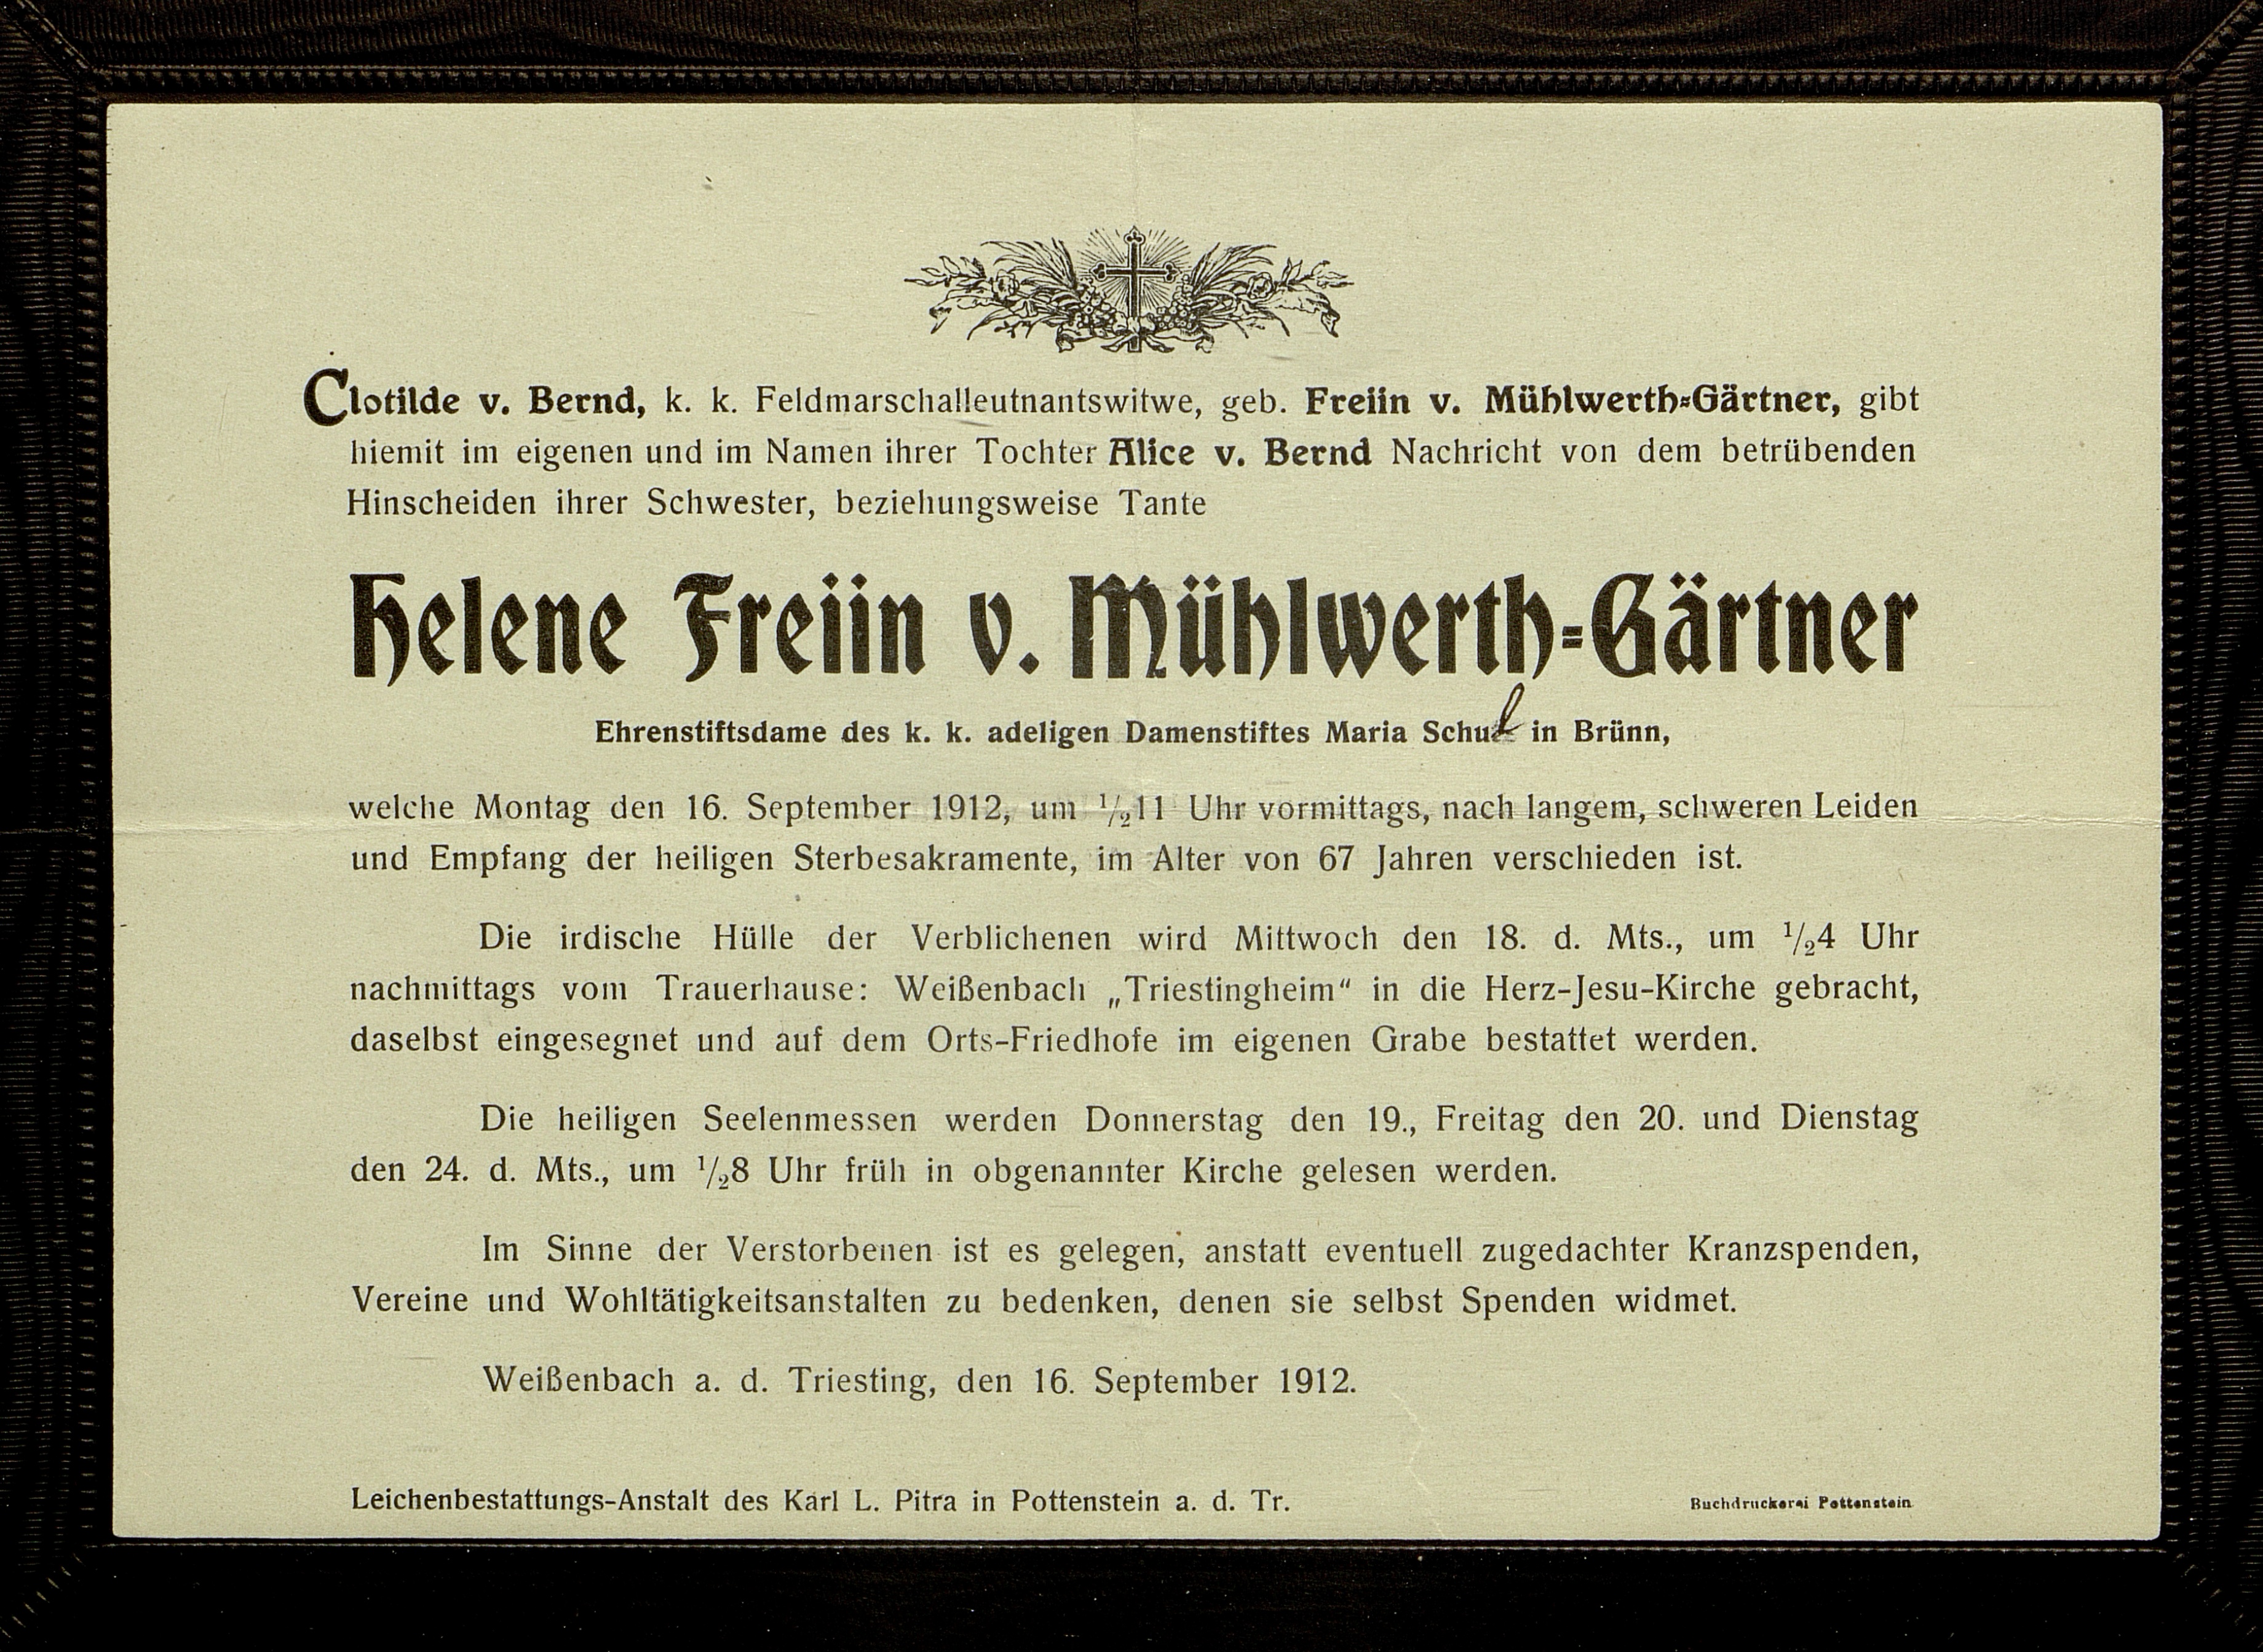 Clotilde v. Bernd, k. k. Feldmarschalleutnantswitwe, geb. Freiin v. Mühlwerth-Gärtner, gibt
hiemit im eigenen und im Namen ihrer Tochter Alice v. Bernd Nachricht von dem betrübenden
Hinscheiden ihrer Schwester, beziehungsweise Tante
Helene Freiin v. Mühlwerth-Gärtner
Ehrenstiftsdame des k. k. adeligen Damenstiftes Maria Schul in Brünn,
welche Montag den 16. September 1912, um 1/211 Uhr vormittags, nach langem, schweren Leiden
und Empfang der heiligen Sterbesakramente, im Alter von 67 Jahren verschieden ist.
Die irdische Hülle der Verblichenen wird Mittwoch den 18. d. Mts., um 1/24 Uhr
nachmittags vom Trauerhause: Weißenbach „Triestingheim“ in die Herz-Jesu-Kirche gebracht,
daselbst eingesegnet und auf dem Orts-Friedhofe im eigenen Grabe bestattet werden.
Die heiligen Seelenmessen werden Donnerstag den 19., Freitag den 20. und Dienstag
den 24. d. Mts., um 1/28 Uhr früh in obgenannter Kirche gelesen werden.
Im Sinne der Verstorbenen ist es gelegen, anstatt eventuell zugedachter Kranzspenden,
Vereine und Wohltätigkeitsanstalten zu bedenken, denen sie selbst Spenden widmet.
Weißenbach a. d. Triesting, den 16. September 1912.
Leichenbestattungs-Anstalt des Karl L. Pitra in Pottenstein a. d. Tr.
Buchdruckerei Pottenstein